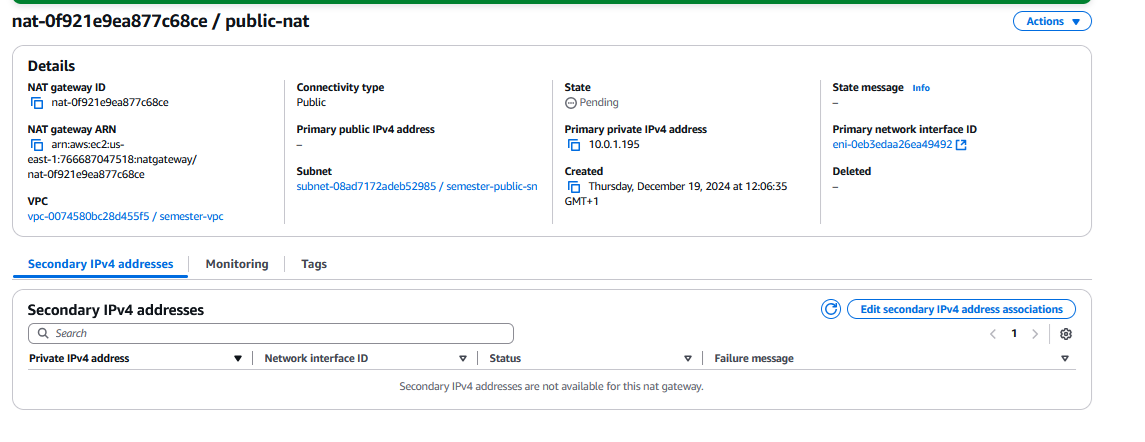 nat-0f921e9ea877c68ce / public-nat
Actions
Details
NAT gateway ID
nat-0f921e9ea877c68ce
Connectivity type
Public
State
Pending
State message Info
–
NAT gateway ARN
arn:aws:ec2:us-
east-1:766687047518:natgateway/
nat-0f921e9ea877c68ce
Primary public IPv4 address
–
Primary private IPv4 address
10.0.1.195
Primary network interface ID
eni-0eb3edaa26ea49492
VPC
vpc-0074580bc28d455f5 / semester-vpc
Subnet
subnet-08ad7172adeb52985 / semester-public-sn
Created
Thursday, December 19, 2024 at 12:06:35
GMT+1
Deleted
–
Secondary IPv4 addresses
Monitoring
Tags
Secondary IPv4 addresses
Edit secondary IPv4 address associations
Search
1
Private IPv4 address
Network interface ID
Status
Failure message
Secondary IPv4 addresses are not available for this nat gateway.